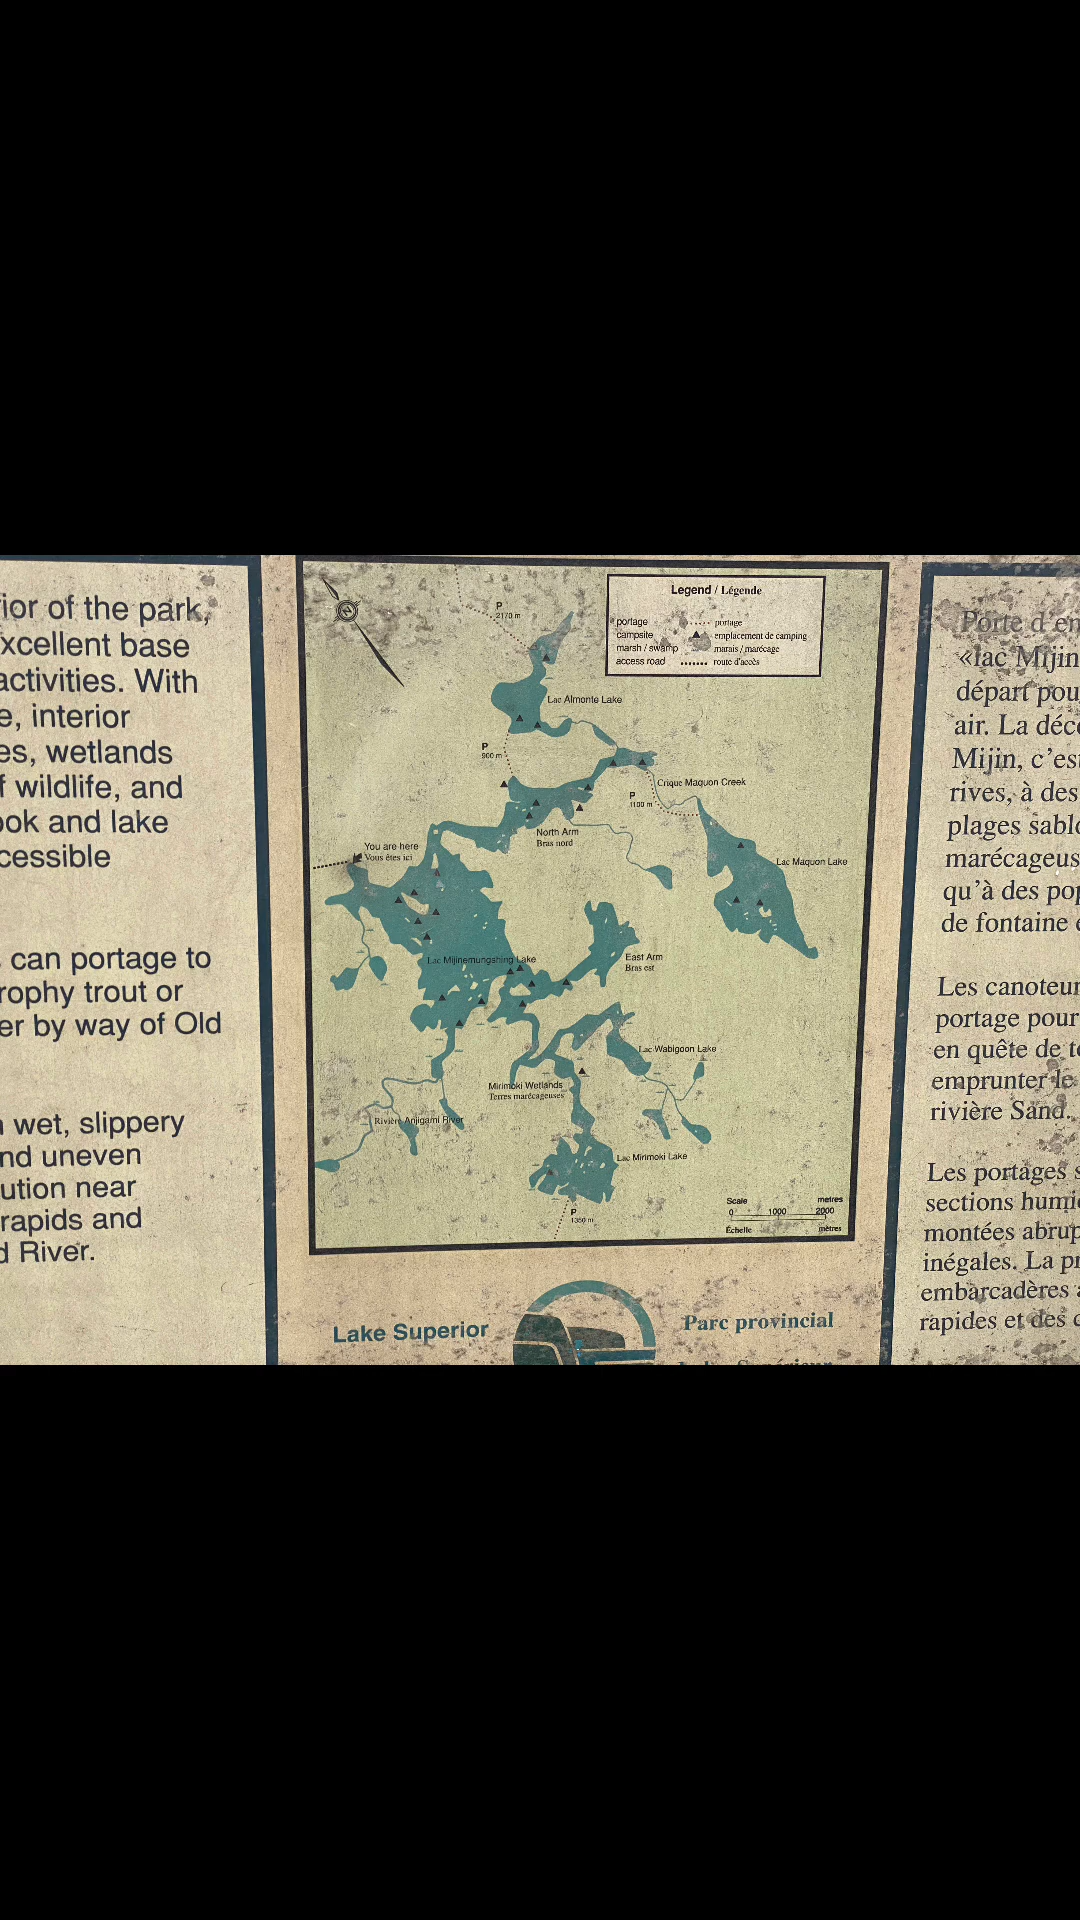 ior of the park,
xcellent base
activities. With
e, interior
es, wetlands
f wildlife, and
ook and lake
cessible
can portage to
rophy trout or
er by way of Old
wet, slippery
nd uneven
ution near
rapids and
d River.
N
P
2170 m
Legend / Légende
portage ..... portage
campsite emplacement de camping
marsh / swamp marais / marécage
access road route d'accès
Lac Almonte Lake
P
900 m
Crique Maquon Creek
P
1100 m
North Arm
Bras nord
You are here
Vous êtes ici
Lac Maquon Lake
Lac Mijinemungshing Lake
East Arm
Bras est
Lac Wabigoon Lake
Mirimoki Wetlands
Terres marécageuses
Rivière Anjigami River
Lac Mirimoki Lake
P
1350 m
Scale metres
0 1000 2000
Échelle mètres
Lake Superior
Parc provincial
Porte d'en
«lac Mijin
départ pou
air. La déco
Mijin, c'est
rives, à des
plages sablo
marécageus
qu'à des pop
de fontaine
Les canoteur
portage pour
en quête de
emprunter le
rivière Sand.
Les portages s
sections humi
montées abrup
inégales. La pr
embarcadères
rapides et des